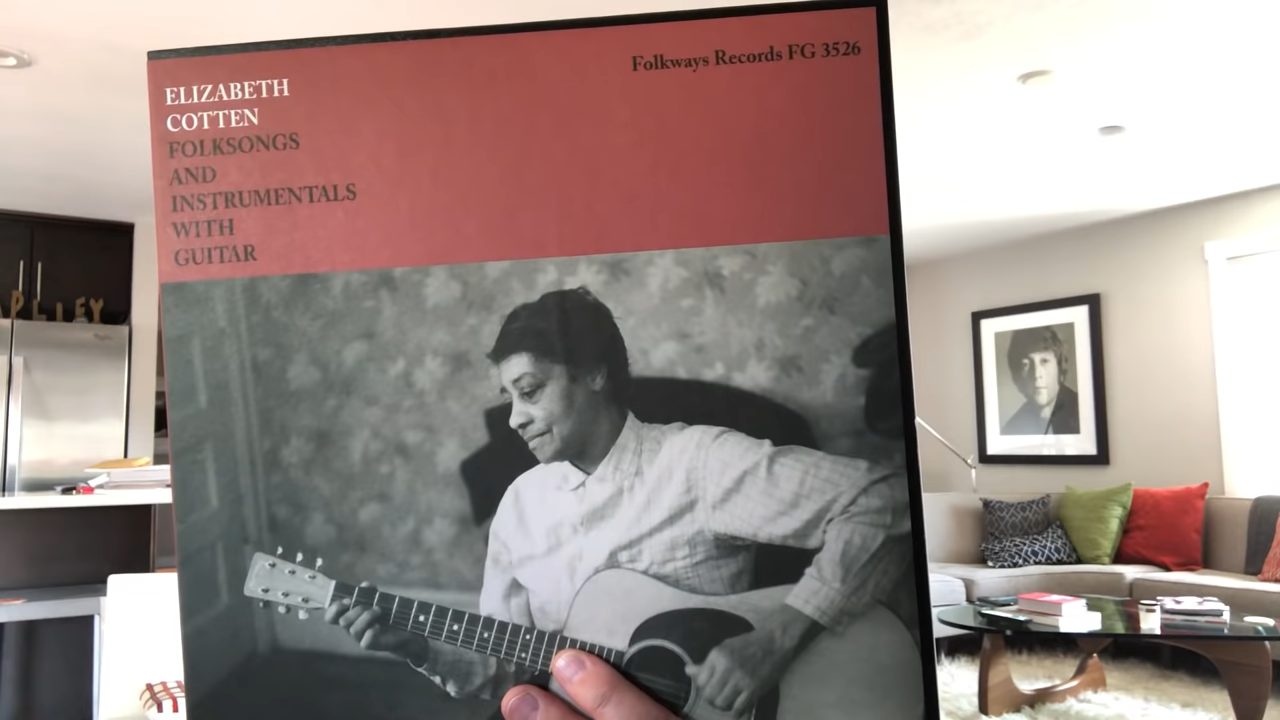 Folkways Records FG 3526
ELIZABETH
COTTEN
FOLKSONGS
AND
INSTRUMENTALS
WITH
GUITAR